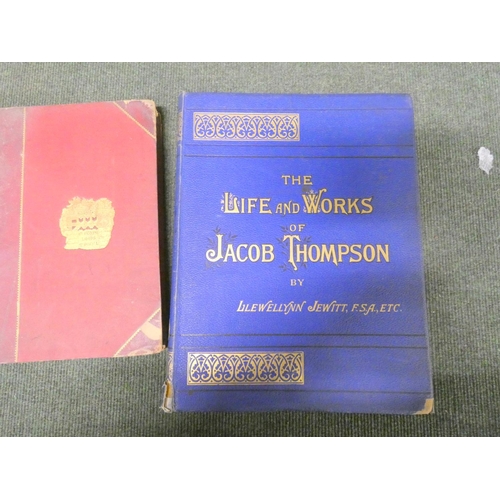 THE
LIFE AND WORKS
OF
JACOB THOMPSON
BY
LLEWELLYNN JEWITT, F.S.A., ETC.